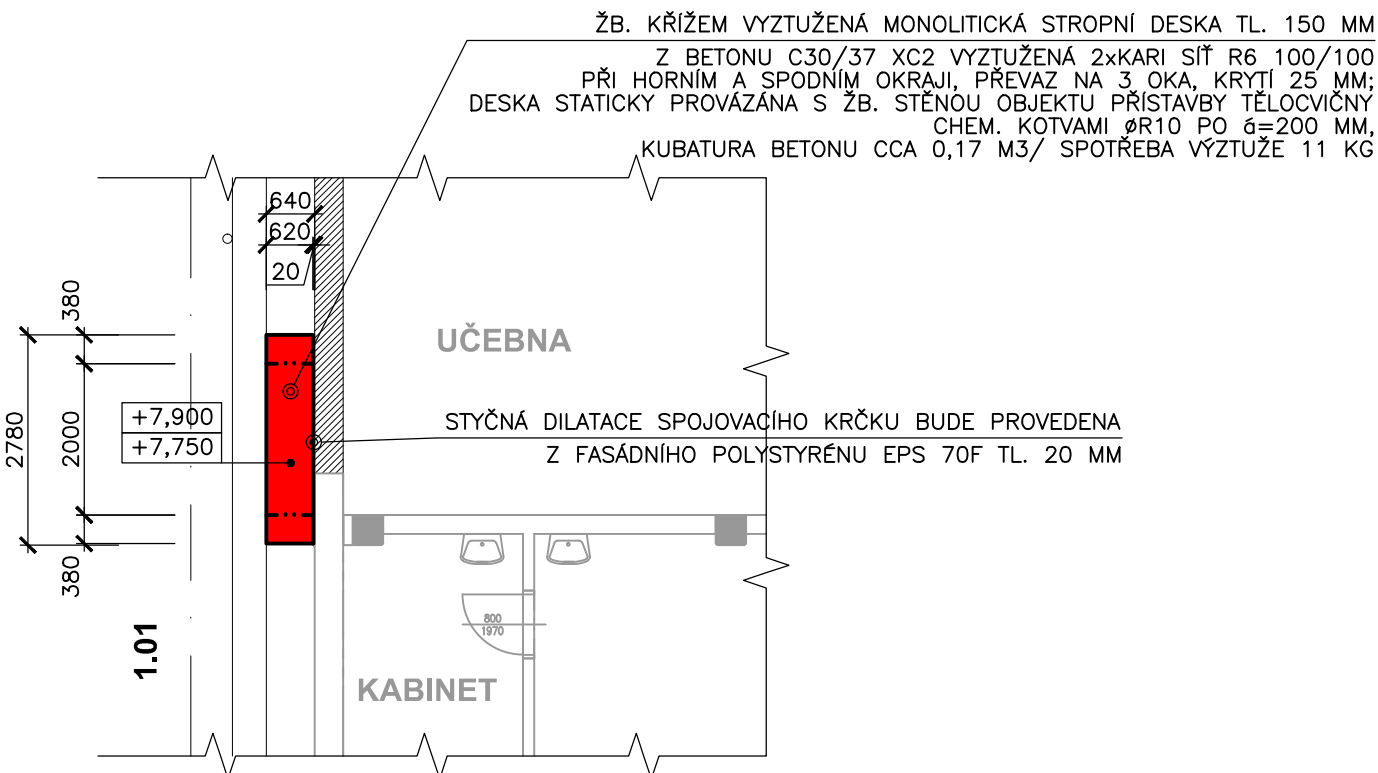 ŽB. KŘÍŽEM VYZTUŽENÁ MONOLITICKÁ STROPNÍ DESKA TL. 150 MM
Z BETONU C30/37 XC2 VYZTUŽENÁ 2xKARI SÍŤ R6 100/100
PŘI HORNÍM A SPODNÍM OKRAJI, PŘEVAZ NA 3 OKA, KRYTÍ 25 MM;
DESKA STATICKY PROVÁZÁNA S ŽB. STĚNOU OBJEKTU PŘÍSTAVBY TĚLOCVIČNY
CHEM. KOTVAMI øR10 PO á=200 MM,
KUBATURA BETONU CCA 0,17 M3/ SPOTŘEBA VÝZTUŽE 11 KG
640
620
20
380
2780
2000
380
+7,900
+7,750
UČEBNA
STYČNÁ DILATACE SPOJOVACÍHO KRČKU BUDE PROVEDENA
Z FASÁDNÍHO POLYSTYRÉNU EPS 70F TL. 20 MM
800
1970
1.01
KABINET